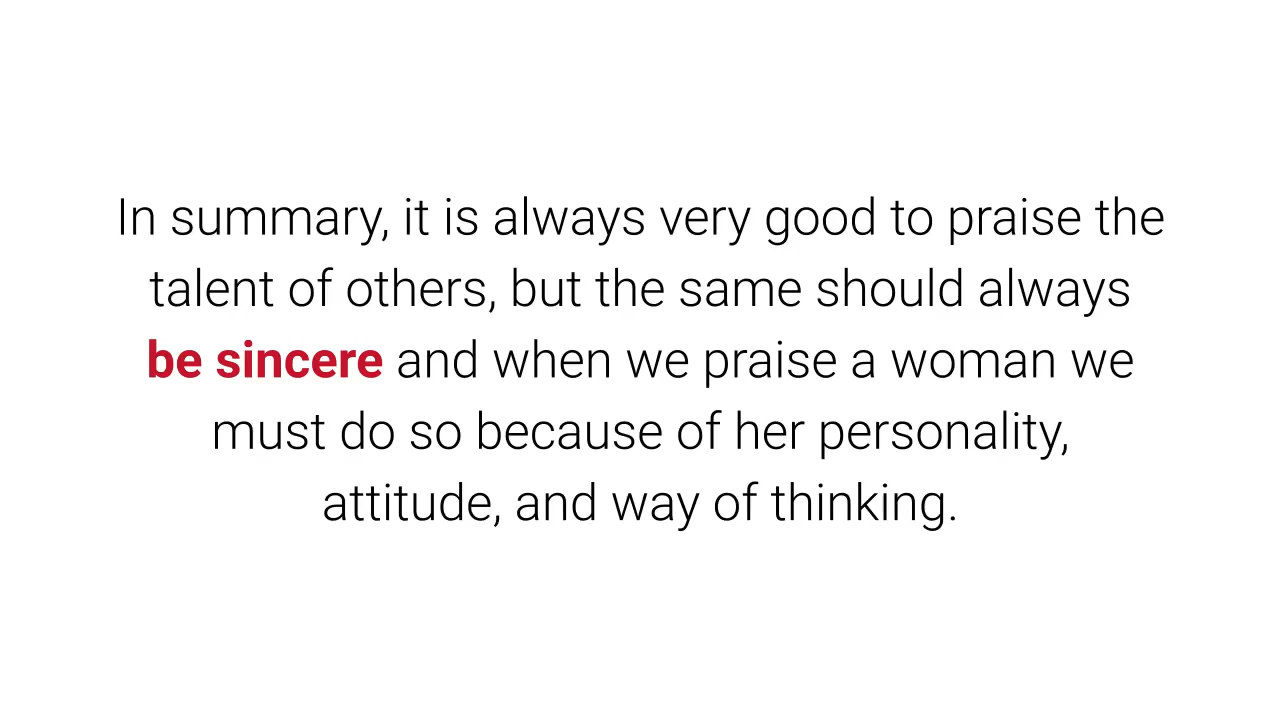 In summary, it is always very good to praise the
talent of others, but the same should always
be sincere and when we praise a woman we
must do so because of her personality,
attitude, and way of thinking.